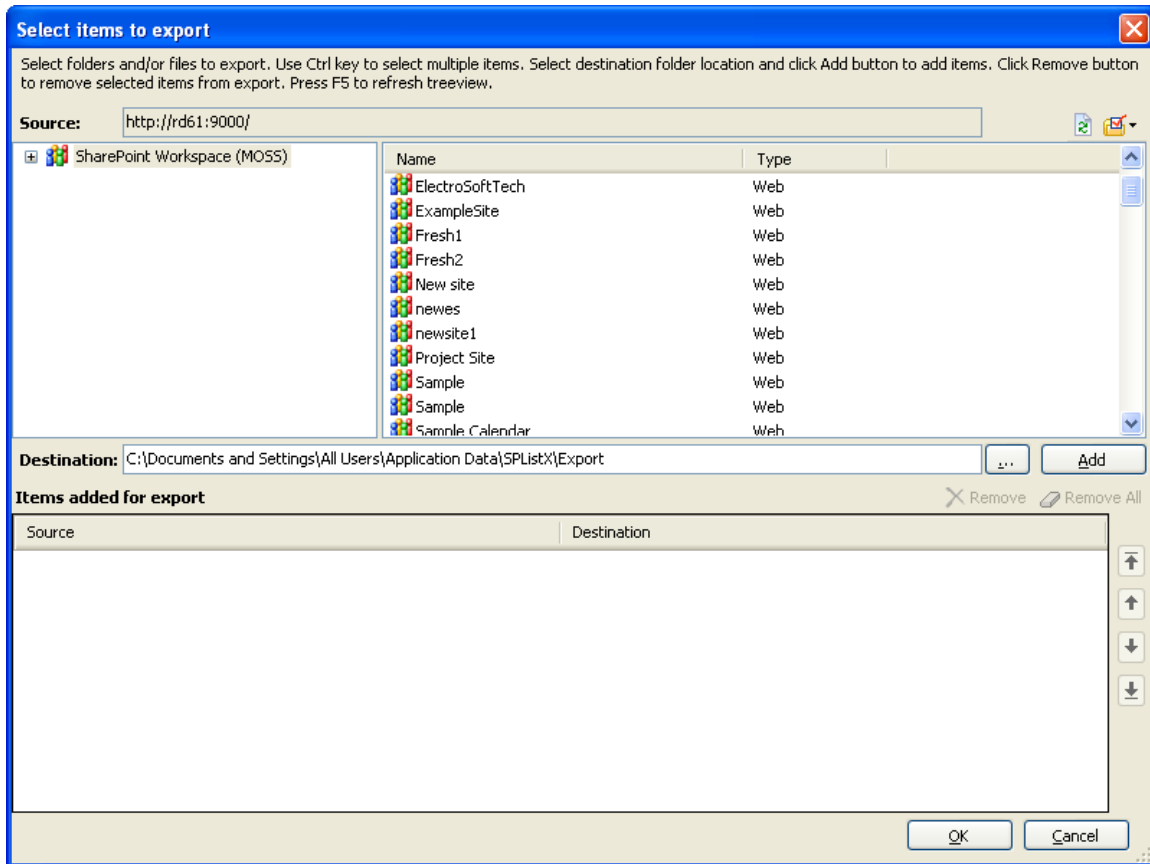 Select items to export
Select folders and/or files to export. Use Ctrl key to select multiple items. Select destination folder location and click Add button to add items. Click Remove button
to remove selected items from export. Press F5 to refresh treeview.
Source: http://rd61:9000/
SharePoint Workspace (MOSS)
Name Type
ElectroSoftTech Web
ExampleSite Web
Fresh1 Web
Fresh2 Web
New site Web
newes Web
newsite1 Web
Project Site Web
Sample Web
Sample Web
Sample Calendar Web
Destination: C:\Documents and Settings\All Users\Application Data\SPListX\Export ... Add
Items added for export Remove Remove All
Source Destination
OK Cancel